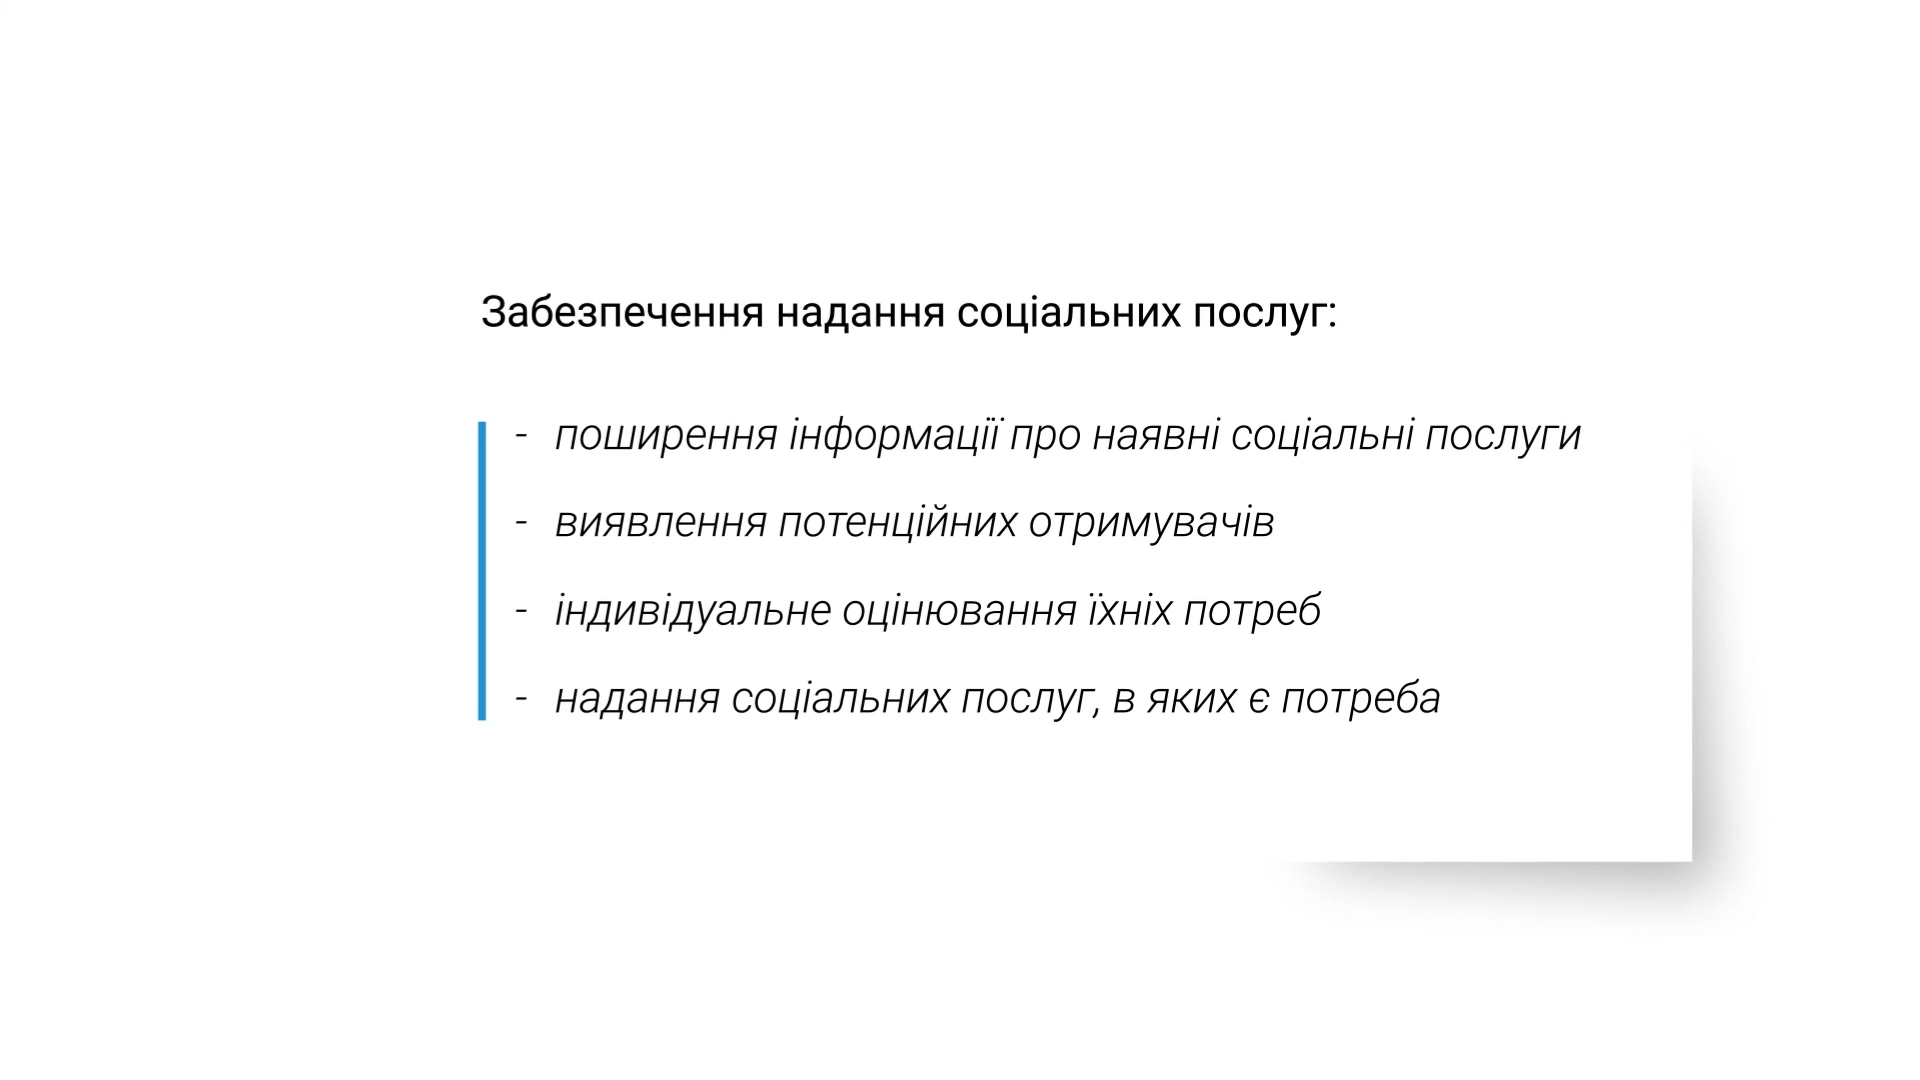 Забезпечення надання соціальних послуг:
- поширення інформації про наявні соціальні послуги
- виявлення потенційних отримувачів
- індивідуальне оцінювання їхніх потреб
- надання соціальних послуг, в яких є потреба